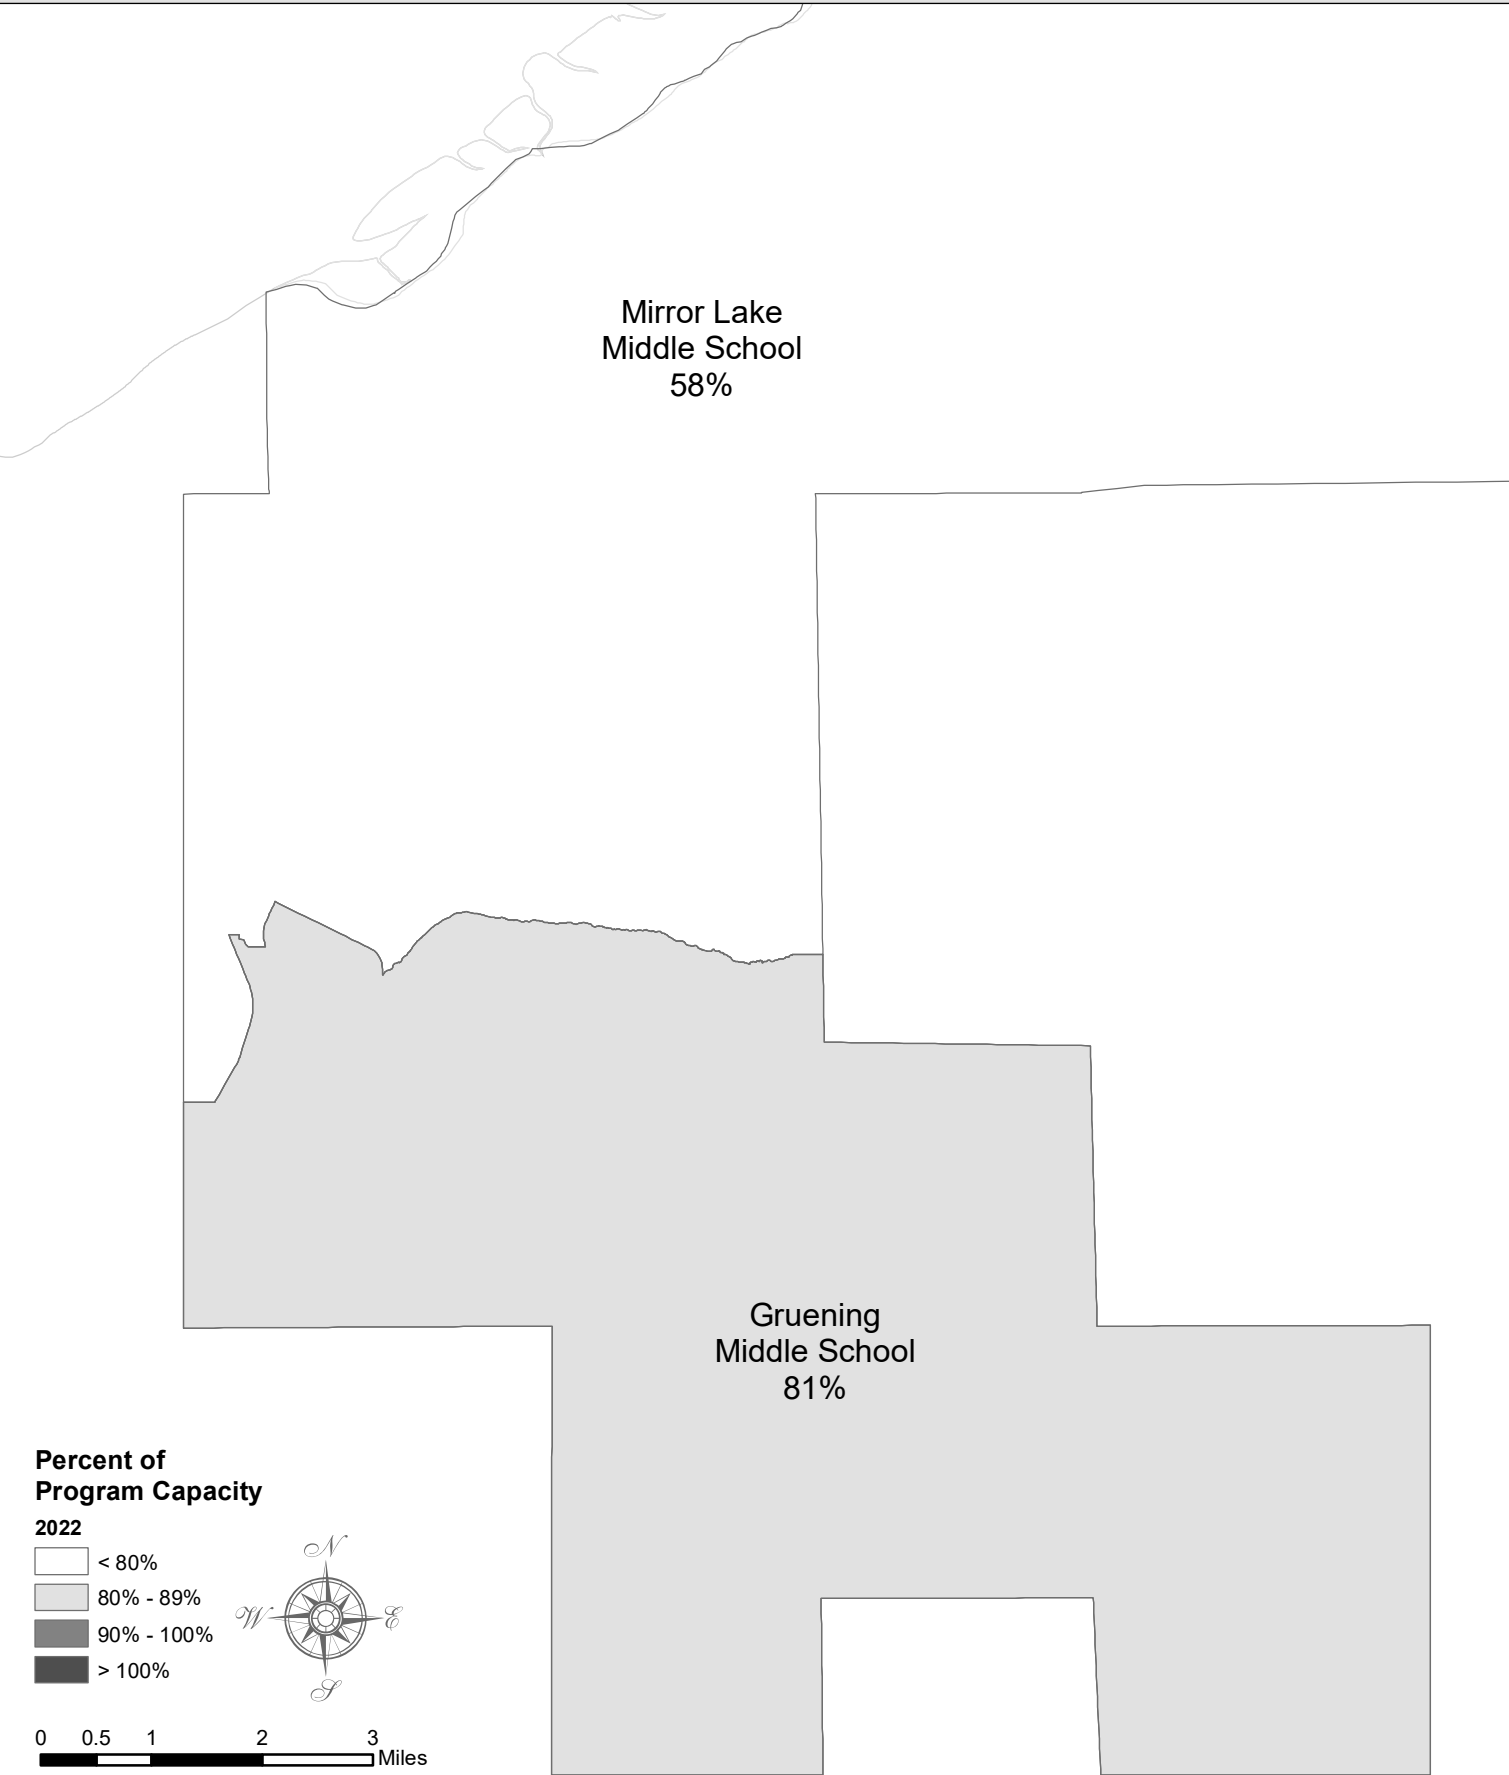 Mirror Lake
Middle School
58%
Gruening
Middle School
81%
Percent of
Program Capacity
2022
< 80%
80% - 89%
90% - 100%
> 100%
N
W
E
S
0 0.5 1 2 3
Miles